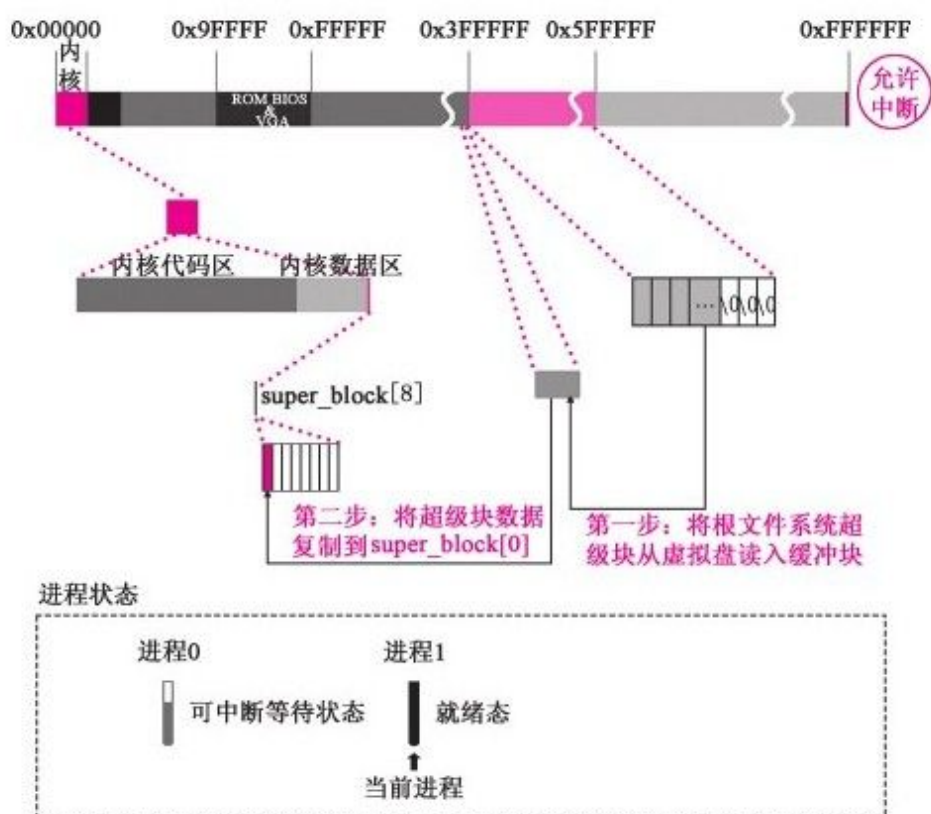 0x00000 0x9FFFF 0xFFFFF 0x3FFFFF 0x5FFFFF 0xFFFFFF
内
核
ROM BIOS
&
VGA
允许
中断
内核代码区 内核数据区
... \0 \0 \0
super_block[8]
第二步：将超级块数据
复制到super_block[0]
第一步：将根文件系统超
级块从虚拟盘读入缓冲块
进程状态
进程0 进程1
可中断等待状态 就绪态
当前进程